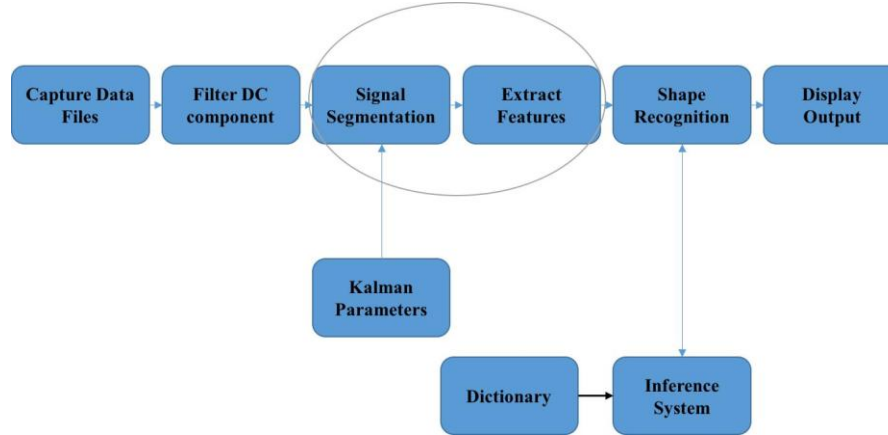 Capture Data
Files
Filter DC
component
Signal
Segmentation
Extract
Features
Shape
Recognition
Display
Output
Kalman
Parameters
Dictionary
Inference
System